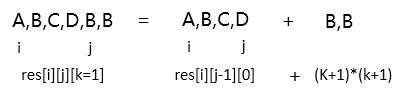 A,B,C,D,B,B = A,B,C,D + B,B
i j i j
res[i][j][k=1] res[i][j-1][0] + (K+1)*(k+1)